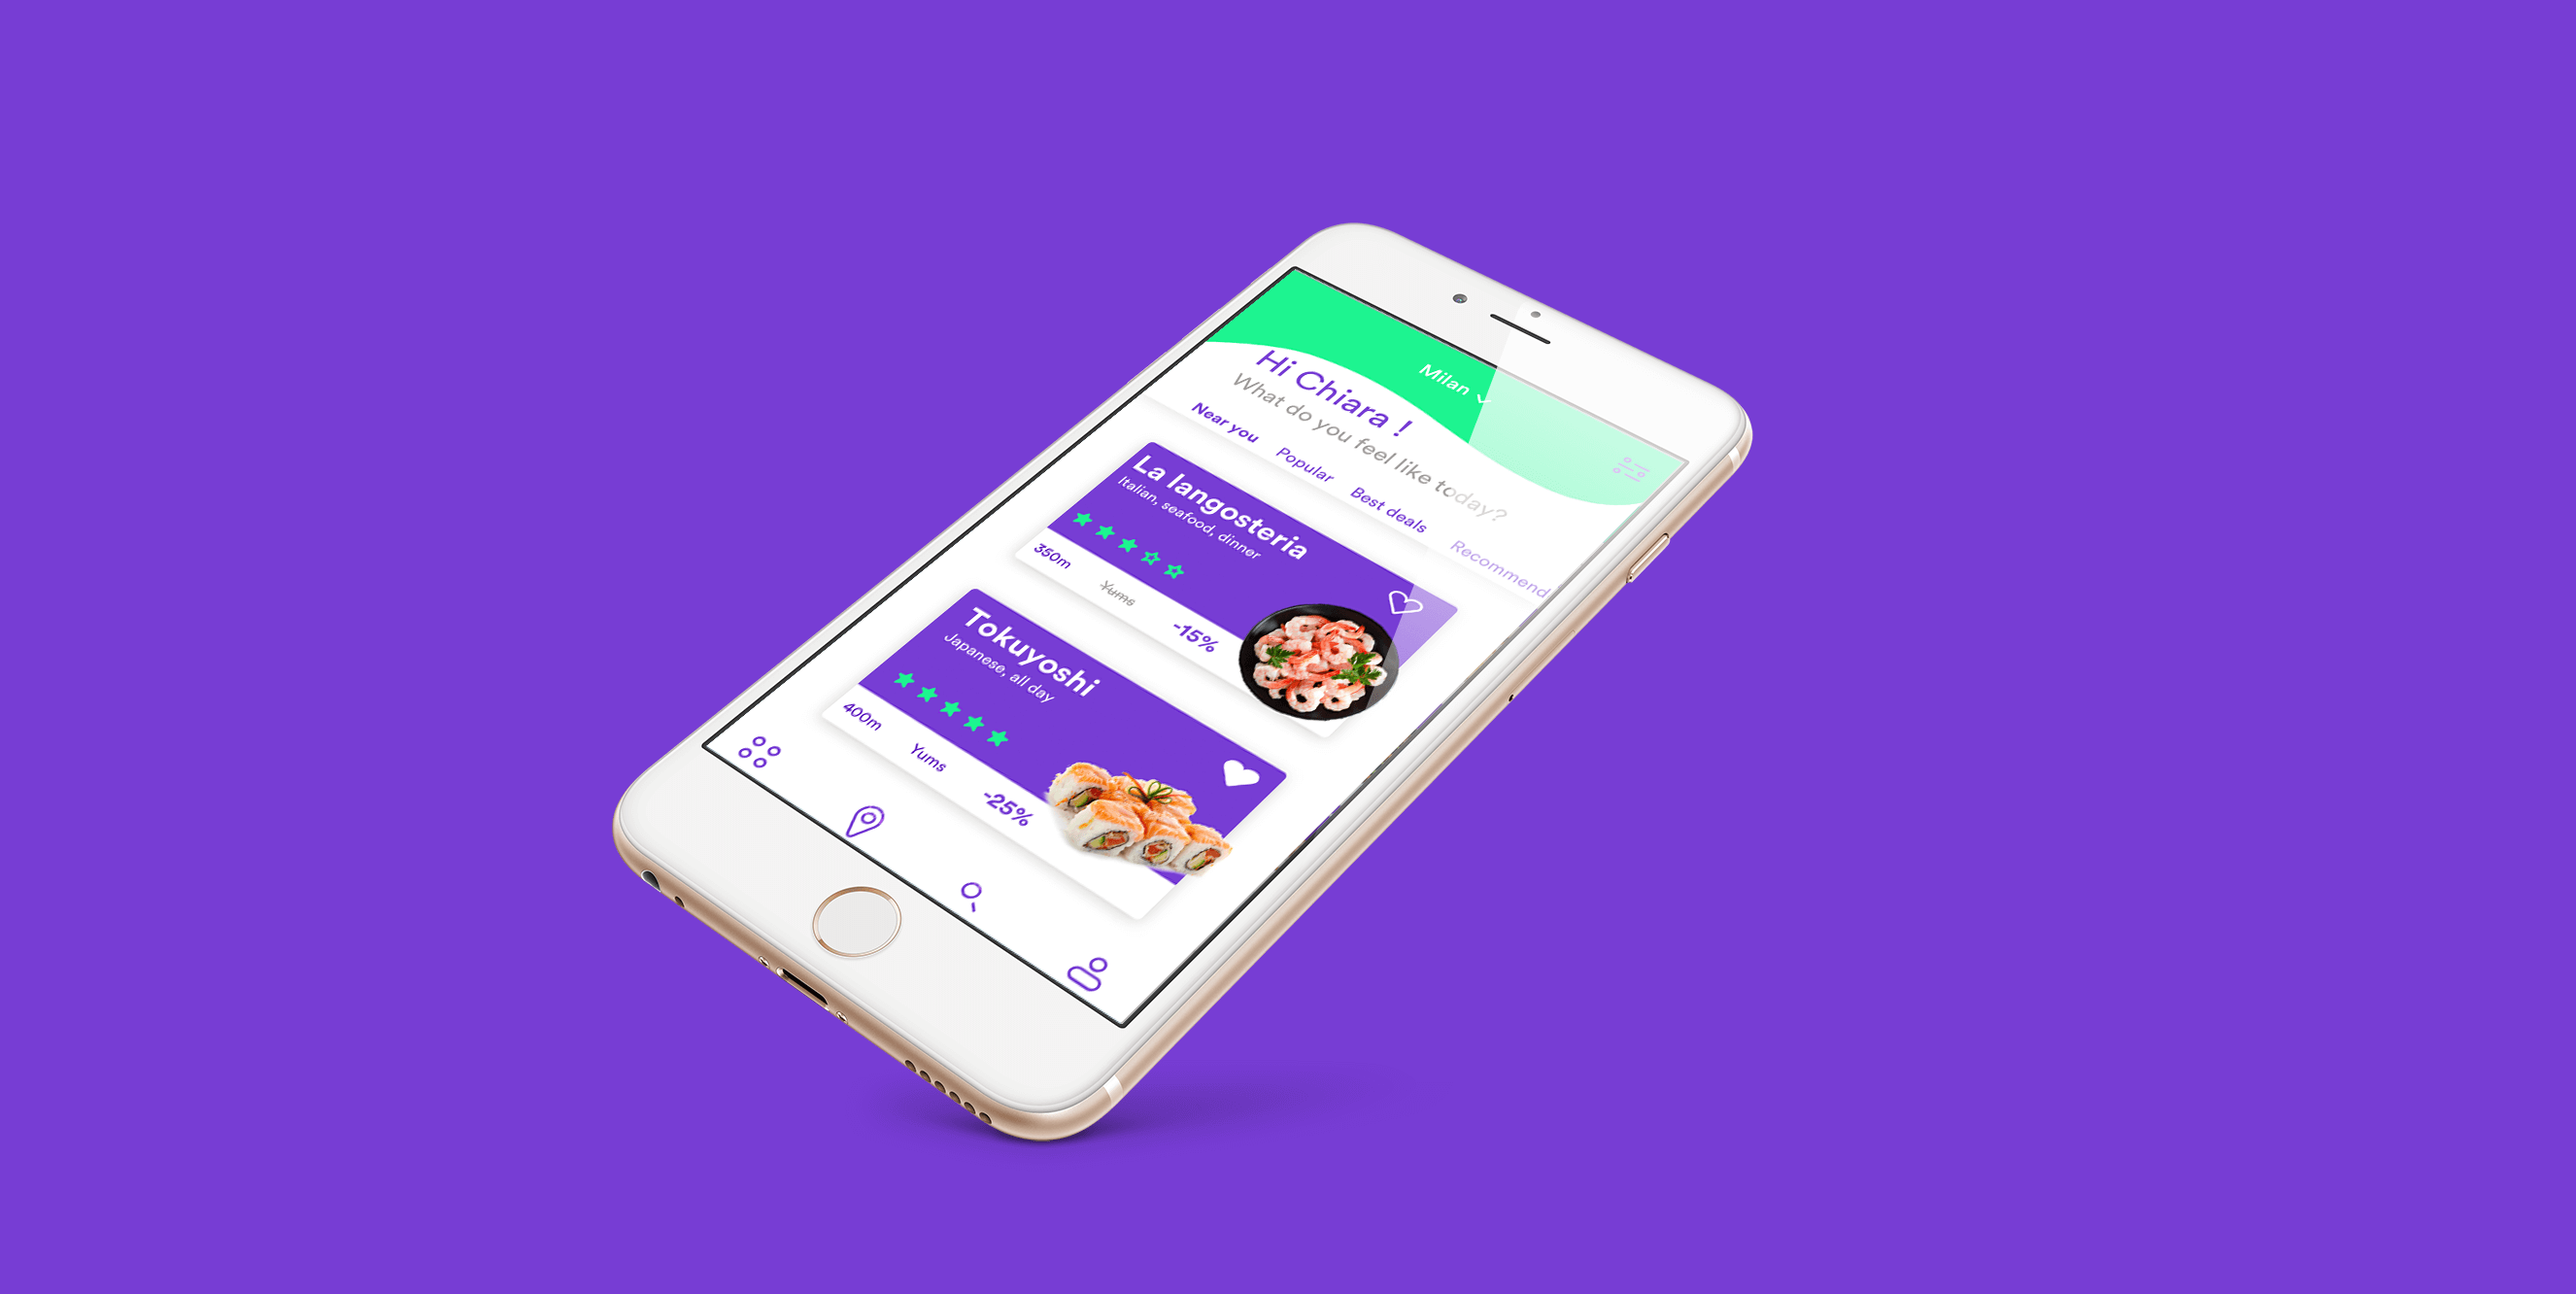 Milan
Hi Chiara !
What do you feel like today?
Near you Popular Best deals Recommend
La langosteria
Italian, seafood, dinner
350m Yums -15%
Tokuyoshi
Japanese, all day
400m Yums -25%